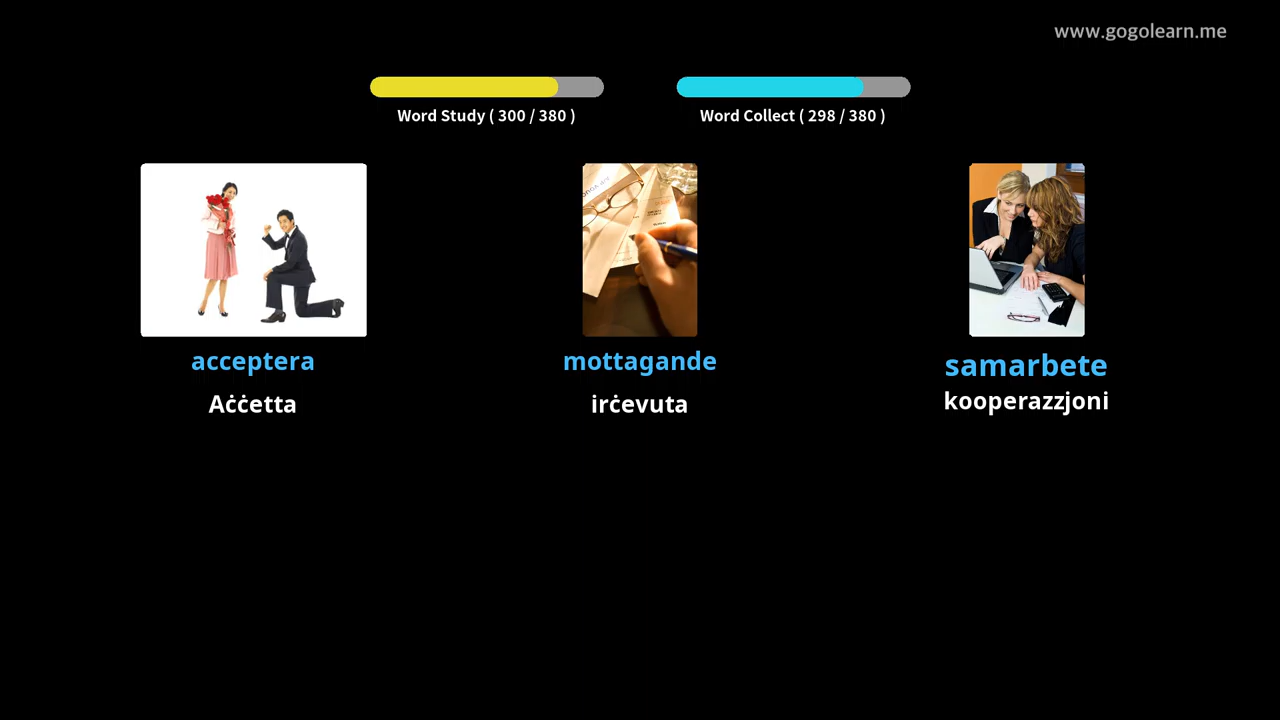 www.gogolearn.me
Word Study ( 300 / 380 )
Word Collect ( 298 / 380 )
acceptera
mottagande
samarbete
Aċċetta
irċevuta
kooperazzjoni